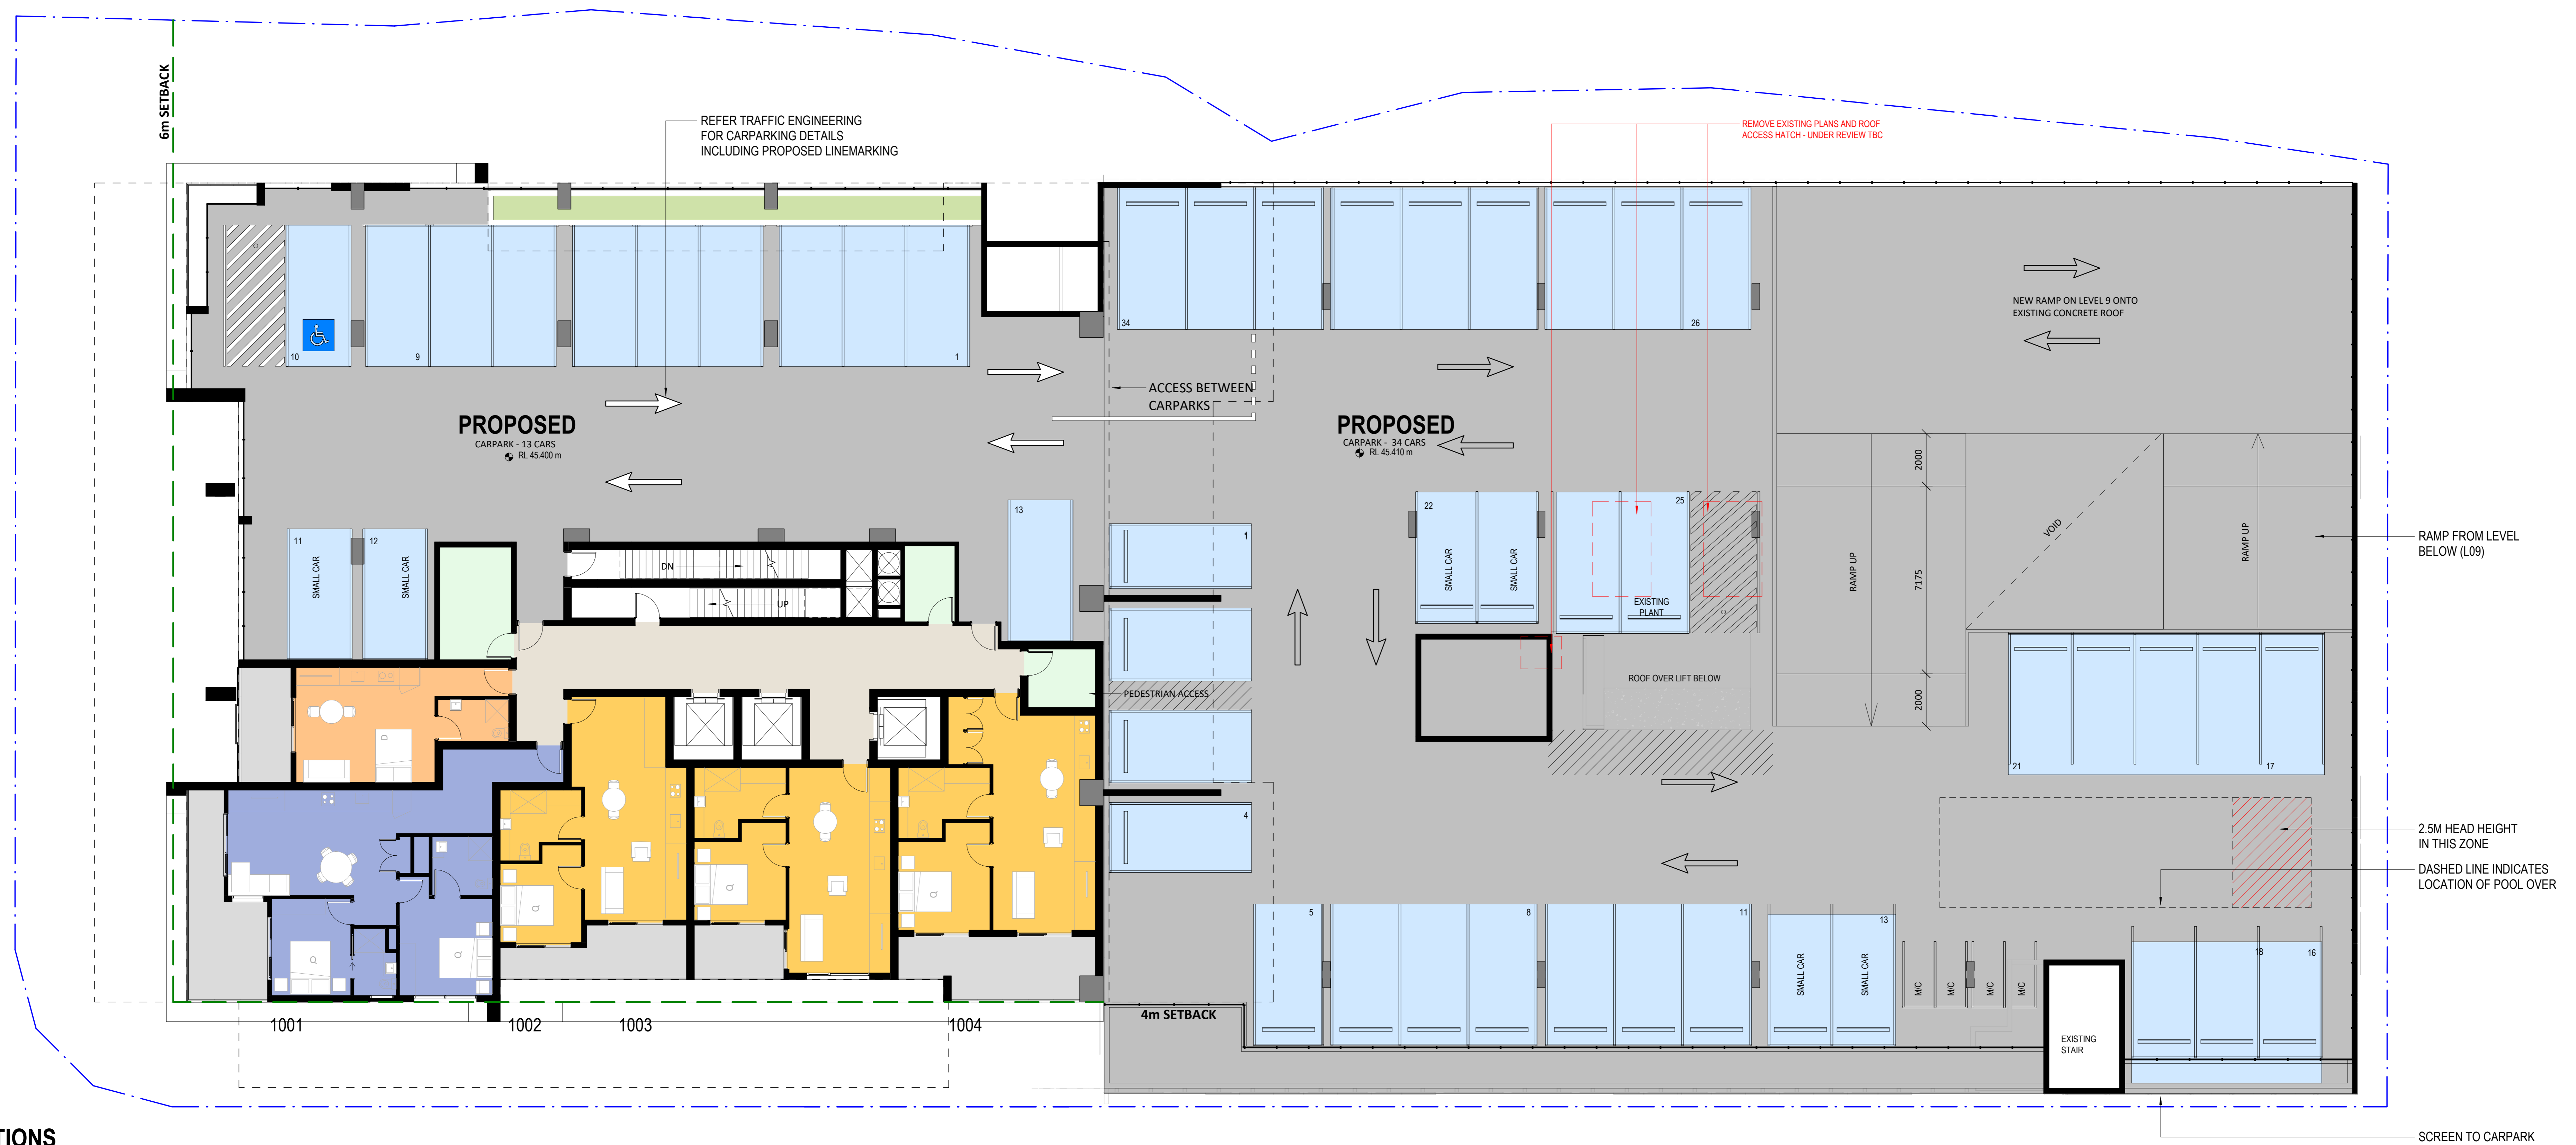 6m SETBACK
REFER TRAFFIC ENGINEERING
FOR CARPARKING DETAILS
INCLUDING PROPOSED LINEMARKING
REMOVE EXISTING PLANS AND ROOF
ACCESS HATCH - UNDER REVIEW TBC
10
9
1
34
26
NEW RAMP ON LEVEL 9 ONTO
EXISTING CONCRETE ROOF
ACCESS BETWEEN
CARPARKS
PROPOSED
CARPARK - 13 CARS
RL 45.400 m
PROPOSED
CARPARK - 34 CARS
RL 45.410 m
2000
7175
2000
VOID
RAMP UP
RAMP UP
RAMP FROM LEVEL
BELOW (L09)
11
SMALL CAR
12
SMALL CAR
13
DN
UP
1
22
SMALL CAR
SMALL CAR
25
EXISTING
PLANT
ROOF OVER LIFT BELOW
PEDESTRIAN ACCESS
D
21
17
4
2.5M HEAD HEIGHT
IN THIS ZONE
DASHED LINE INDICATES
LOCATION OF POOL OVER
Q
Q
Q
Q
Q
5
8
11
13
SMALL CAR
SMALL CAR
M/C
M/C
M/C
M/C
18
16
EXISTING
STAIR
4m SETBACK
1001
1002
1003
1004
TIONS
SCREEN TO CARPARK